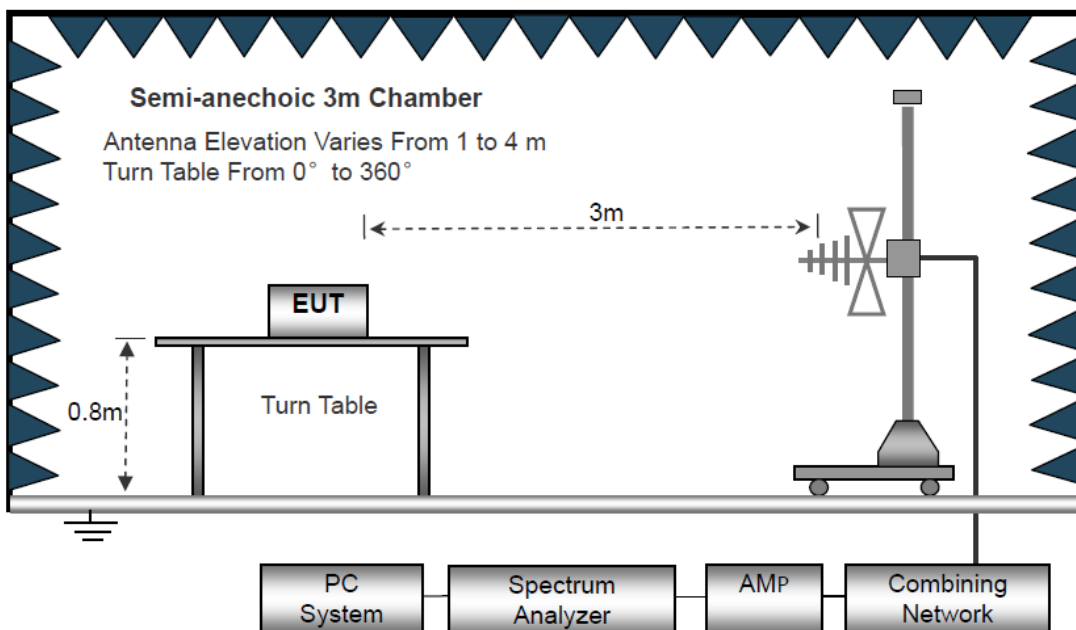 Semi-anechoic 3m Chamber
Antenna Elevation Varies From 1 to 4 m
Turn Table From 0° to 360°
3m
EUT
0.8m
Turn Table
PC
System
Spectrum
Analyzer
AMP
Combining
Network